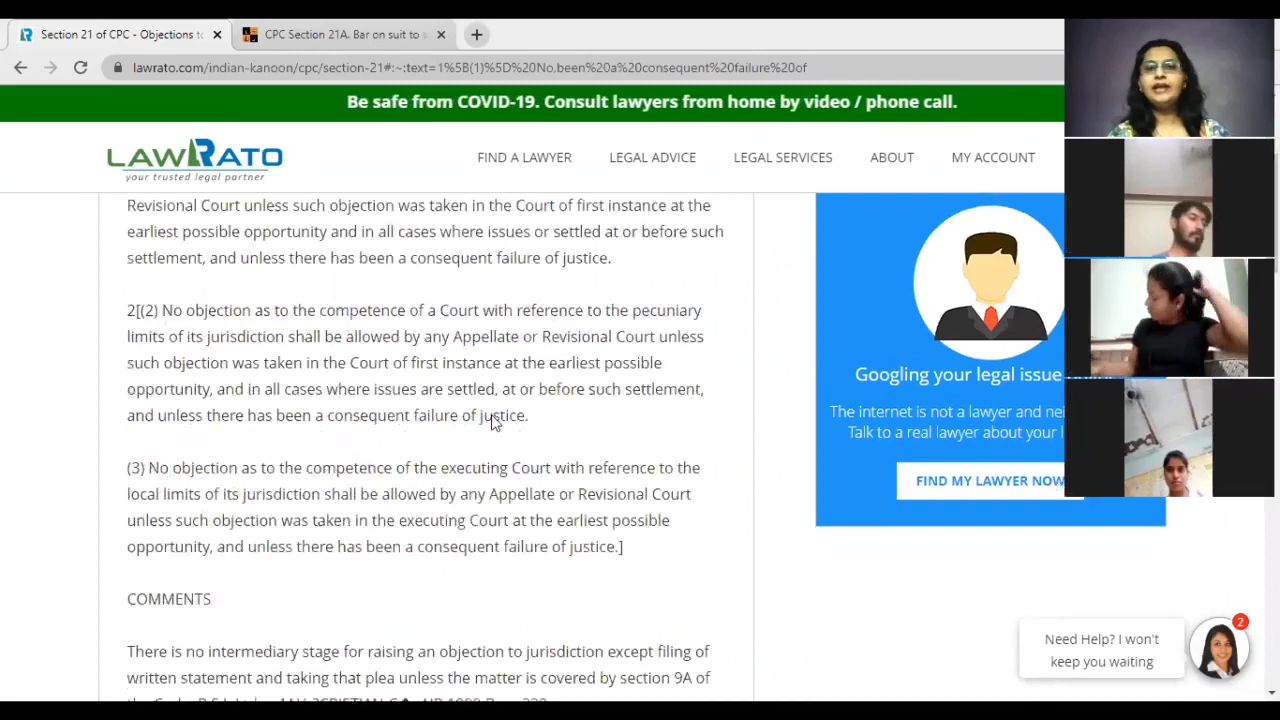 Section 21 of CPC - Objections to
CPC Section 21A. Bar on suit to s
lawrato.com/indian-kanoon/cpc/section-21#:~:text=1%5B(1)%5D%20No,been%20a%20consequent%20failure%20of
Be safe from COVID-19. Consult lawyers from home by video / phone call.
LAWRATO
your trusted legal partner
FIND A LAWYER LEGAL ADVICE LEGAL SERVICES ABOUT MY ACCOUNT
Revisional Court unless such objection was taken in the Court of first instance at the
earliest possible opportunity and in all cases where issues or settled at or before such
settlement, and unless there has been a consequent failure of justice.
2[(2) No objection as to the competence of a Court with reference to the pecuniary
limits of its jurisdiction shall be allowed by any Appellate or Revisional Court unless
such objection was taken in the Court of first instance at the earliest possible
opportunity, and in all cases where issues are settled, at or before such settlement,
and unless there has been a consequent failure of justice.
(3) No objection as to the competence of the executing Court with reference to the
local limits of its jurisdiction shall be allowed by any Appellate or Revisional Court
unless such objection was taken in the executing Court at the earliest possible
opportunity, and unless there has been a consequent failure of justice.]
COMMENTS
There is no intermediary stage for raising an objection to jurisdiction except filing of
written statement and taking that plea unless the matter is covered by section 9A of
Googling your legal issue
The internet is not a lawyer and
Talk to a real lawyer about your
FIND MY LAWYER NOW
2
Need Help? I won't
keep you waiting